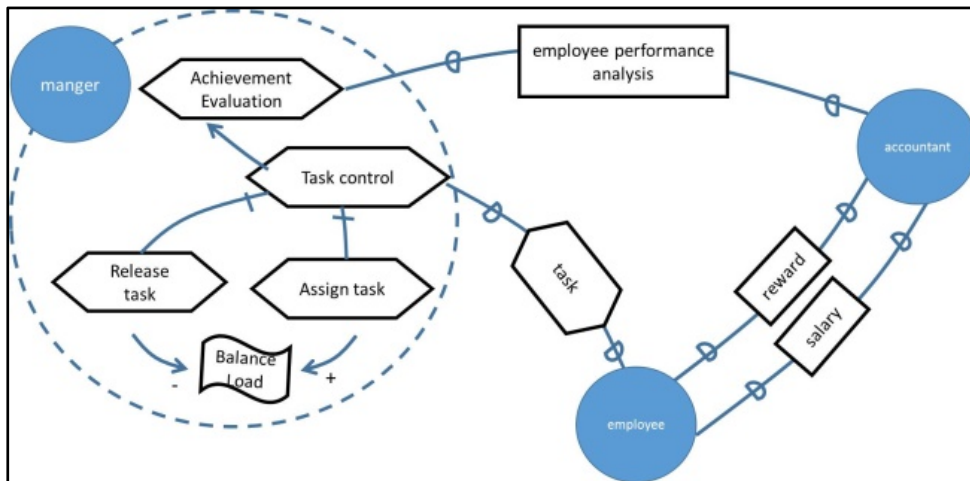 manger
Achievement
Evaluation
employee performance
analysis
accountant
Task control
Release
task
Assign task
task
reward
salary
Balance
Load
-
+
employee